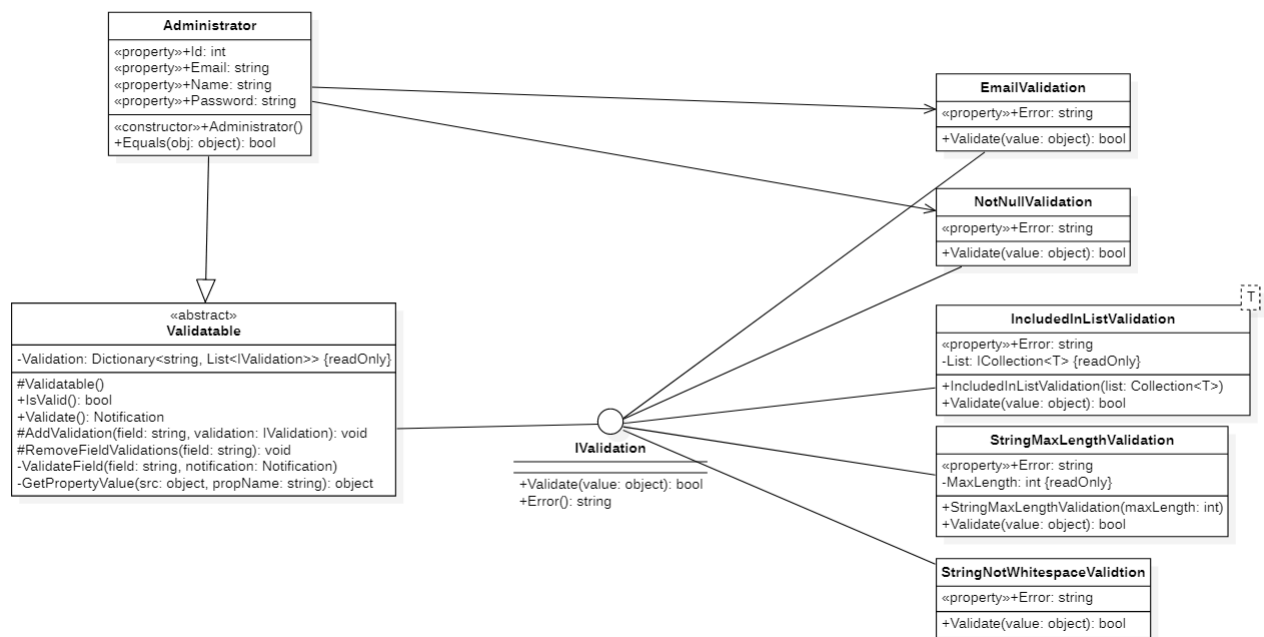 Administrator
«property»+Id: int
«property»+Email: string
«property»+Name: string
«property»+Password: string
«constructor»+Administrator()
+Equals(obj: object): bool
EmailValidation
«property»+Error: string
+Validate(value: object): bool
NotNullValidation
«property»+Error: string
+Validate(value: object): bool
«abstract»
Validatable
-Validation: Dictionary<string, List<IValidation>> {readOnly}
#Validatable()
+IsValid(): bool
+Validate(): Notification
#AddValidation(field: string, validation: IValidation): void
#RemoveFieldValidations(field: string): void
-ValidateField(field: string, notification: Notification)
-GetPropertyValue(src: object, propName: string): object
IValidation
+Validate(value: object): bool
+Error(): string
T
IncludedInListValidation
«property»+Error: string
-List: ICollection<T> {readOnly}
+IncludedInListValidation(list: Collection<T>)
+Validate(value: object): bool
StringMaxLengthValidation
«property»+Error: string
-MaxLength: int {readOnly}
+StringMaxLengthValidation(maxLength: int)
+Validate(value: object): bool
StringNotWhitespaceValidtion
«property»+Error: string
+Validate(value: object): bool